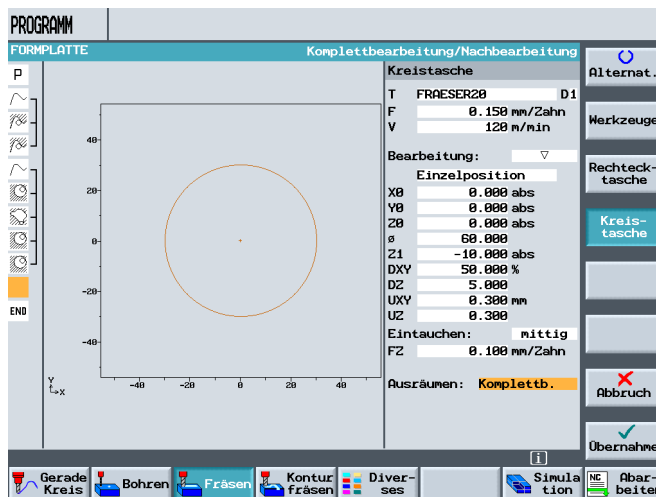 PROGRAMM
FORMPLATTE Komplettbearbeitung/Nachbearbeitung
P
END
40
20
0
-20
-40
-40 -20 0 20 40
Y
X
Kreistasche
T FRAESER20 D1
F 0.150 mm/Zahn
V 120 m/min
Bearbeitung: ▽
Einzelposition
X0 0.000 abs
Y0 0.000 abs
Z0 0.000 abs
ø 60.000
Z1 -10.000 abs
DXY 50.000 %
DZ 5.000
UXY 0.300 mm
UZ 0.300
Eintauchen: mittig
FZ 0.100 mm/Zahn
Ausräumen: Komplettb.
Alternat.
Werkzeuge
Rechteck-
tasche
Kreis-
tasche
Abbruch
Übernahme
i
Gerade
Kreis
Bohren
Fräsen
Kontur
fräsen
Diver-
ses
Simula
tion
NC
Abar-
beiten